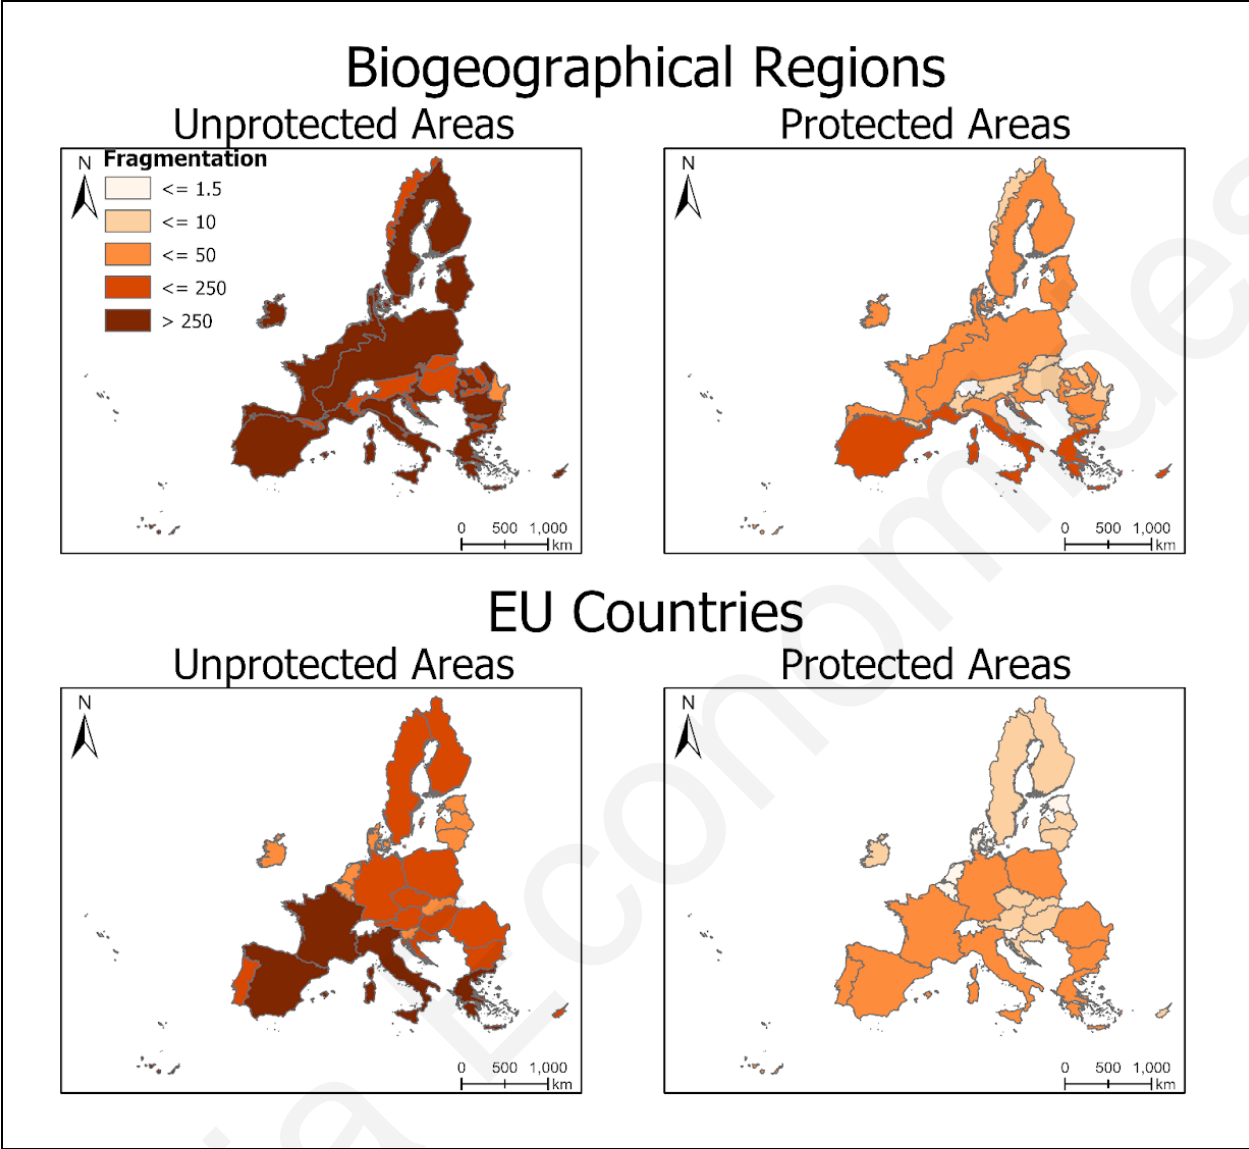 Biogeographical Regions
Unprotected Areas
Protected Areas
N
Fragmentation
<= 1.5
<= 10
<= 50
<= 250
> 250
0 500 1,000
km
N
0 500 1,000
km
EU Countries
Unprotected Areas
Protected Areas
N
0 500 1,000
km
N
0 500 1,000
km
ia Economides